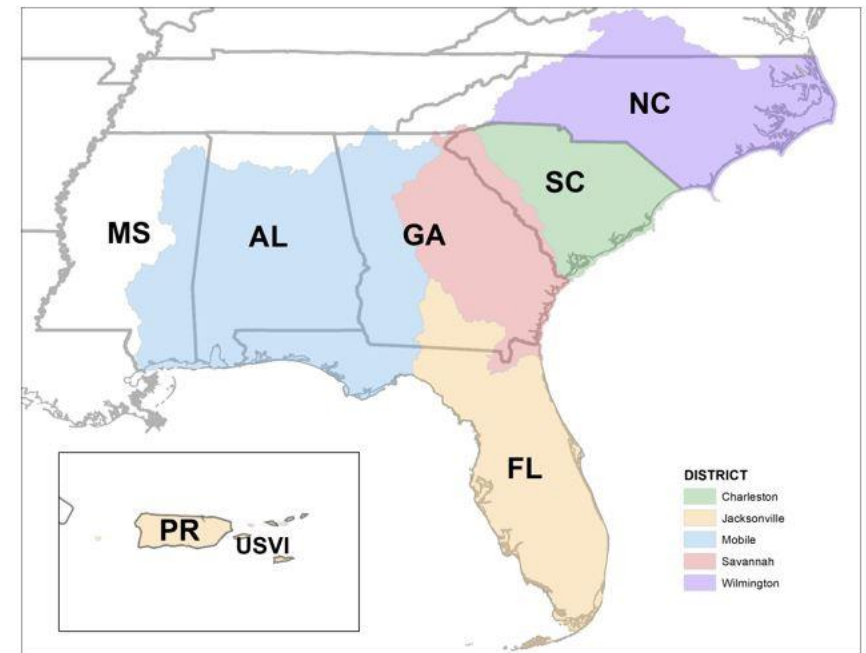 NC
SC
MS
AL
GA
FL
PR
USVI
DISTRICT
Charleston
Jacksonville
Mobile
Savannah
Wilmington